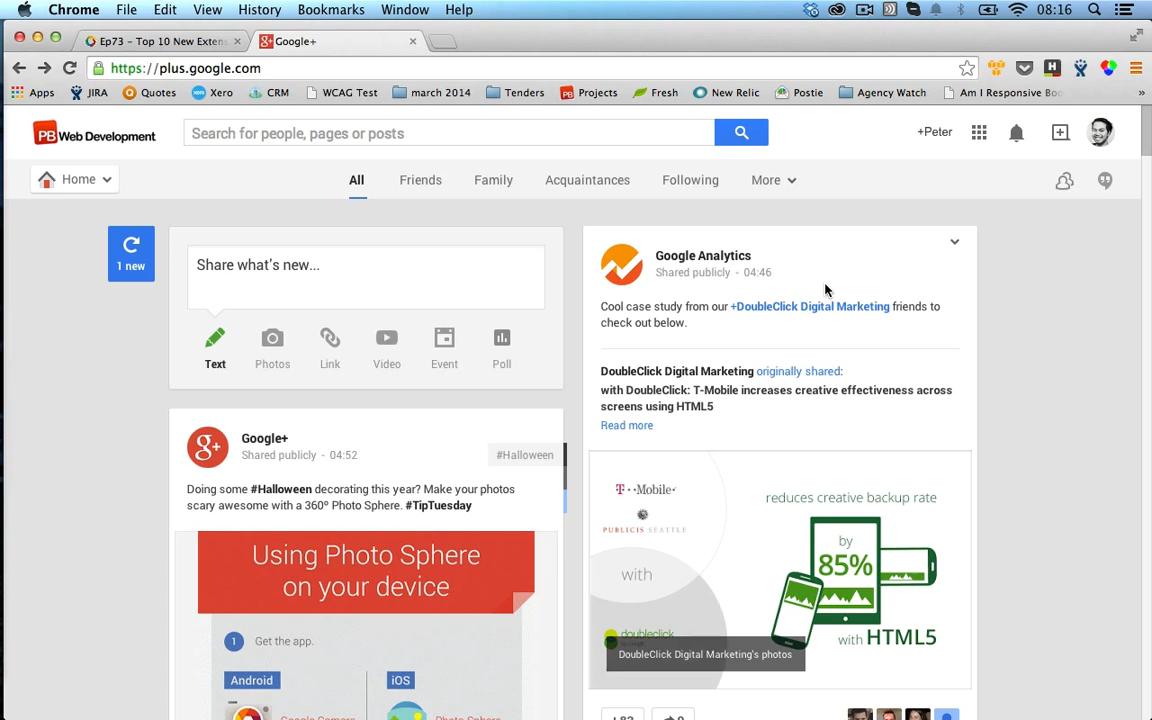 Chrome File Edit View History Bookmarks Window Help 08:16
Ep73 – Top 10 New Exten
Google+
https://plus.google.com
Apps JIRA Quotes Xero CRM WCAG Test march 2014 Tenders Projects Fresh New Relic Postie Agency Watch Am I Responsive Bo »
PB Web Development
Search for people, pages or posts
+Peter
Home
All Friends Family Acquaintances Following More
1 new
Share what's new...
Text Photos Link Video Event Poll
Google+
Shared publicly - 04:52
#Halloween
Doing some #Halloween decorating this year? Make your photos
scary awesome with a 360º Photo Sphere. #TipTuesday
Using Photo Sphere
on your device
1 Get the app.
Android iOS
Google Camera Photo Sphere
Google Analytics
Shared publicly - 04:46
Cool case study from our +DoubleClick Digital Marketing friends to
check out below.
DoubleClick Digital Marketing originally shared:
with DoubleClick: T-Mobile increases creative effectiveness across
screens using HTML5
Read more
T··Mobile·
PUBLICIS SEATTLE
with
doubleclick
reduces creative backup rate
by
85%
with HTML5
DoubleClick Digital Marketing's photos